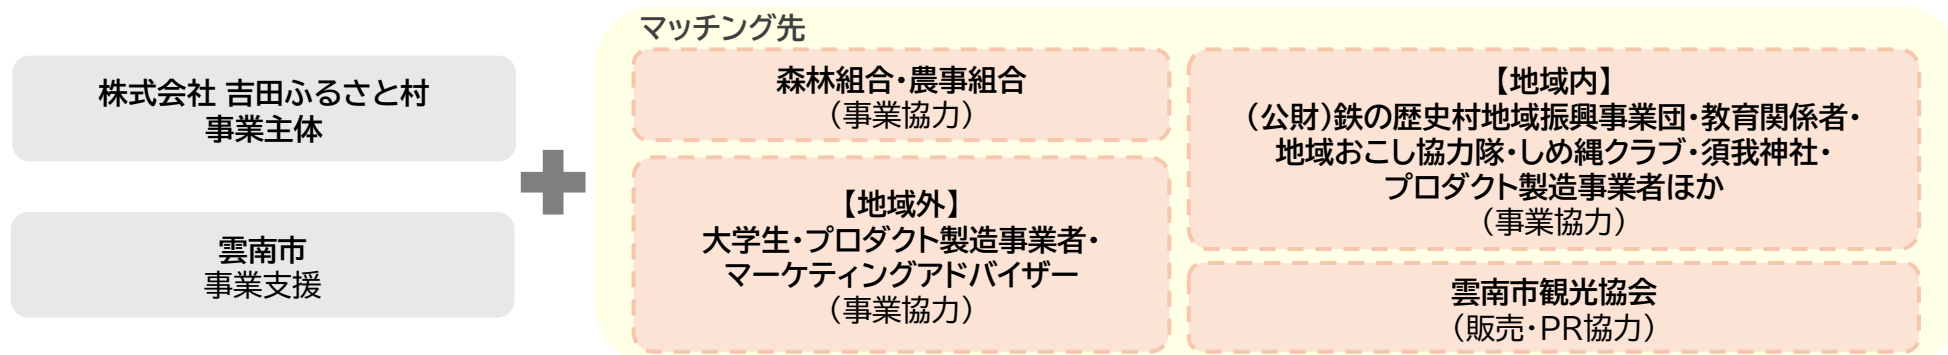 株式会社 吉田ふるさと村
事業主体
雲南市
事業支援
マッチング先
森林組合・農事組合
（事業協力）
【地域外】
大学生・プロダクト製造事業者・
マーケティングアドバイザー
（事業協力）
【地域内】
（公財）鉄の歴史村地域振興事業団・教育関係者・
地域おこし協力隊・しめ縄クラブ・須我神社・
プロダクト製造事業者ほか
（事業協力）
雲南市観光協会
（販売・PR協力）